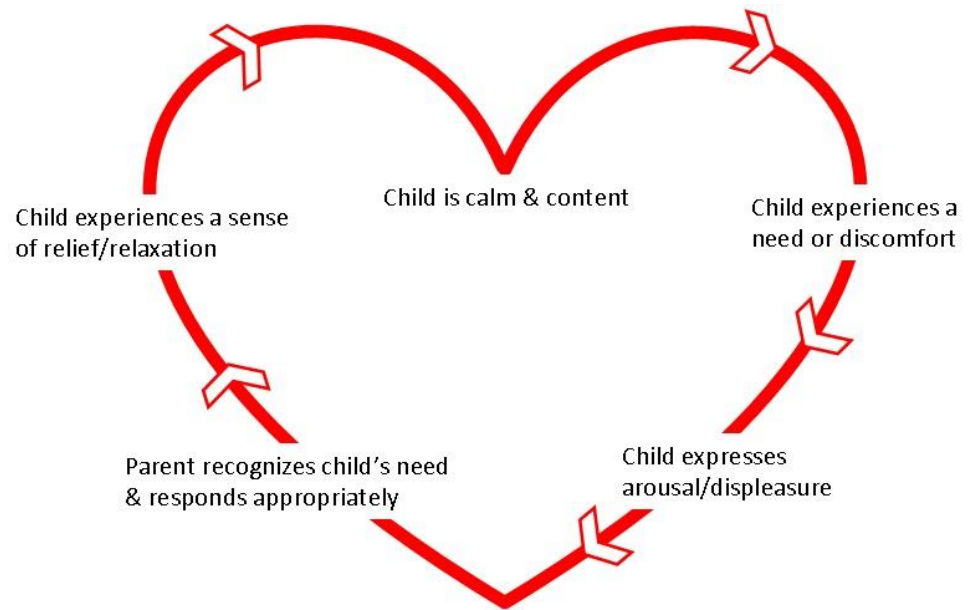 Child is calm & content
Child experiences a
need or discomfort
Child expresses
arousal/displeasure
Parent recognizes child’s need
& responds appropriately
Child experiences a sense
of relief/relaxation